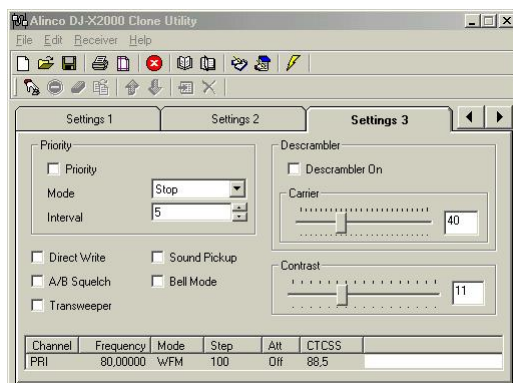 Alinco DJ-X2000 Clone Utility
File Edit Receiver Help
Settings 1 Settings 2 Settings 3
Priority
Priority
Mode Stop
Interval 5
Direct Write Sound Pickup
A/B Squelch Bell Mode
Transweeper
Descrambler
Descrambler On
Carrier
40
Contrast
11
Channel Frequency Mode Step Att CTCSS
PRI 80,00000 WFM 100 Off 88,5